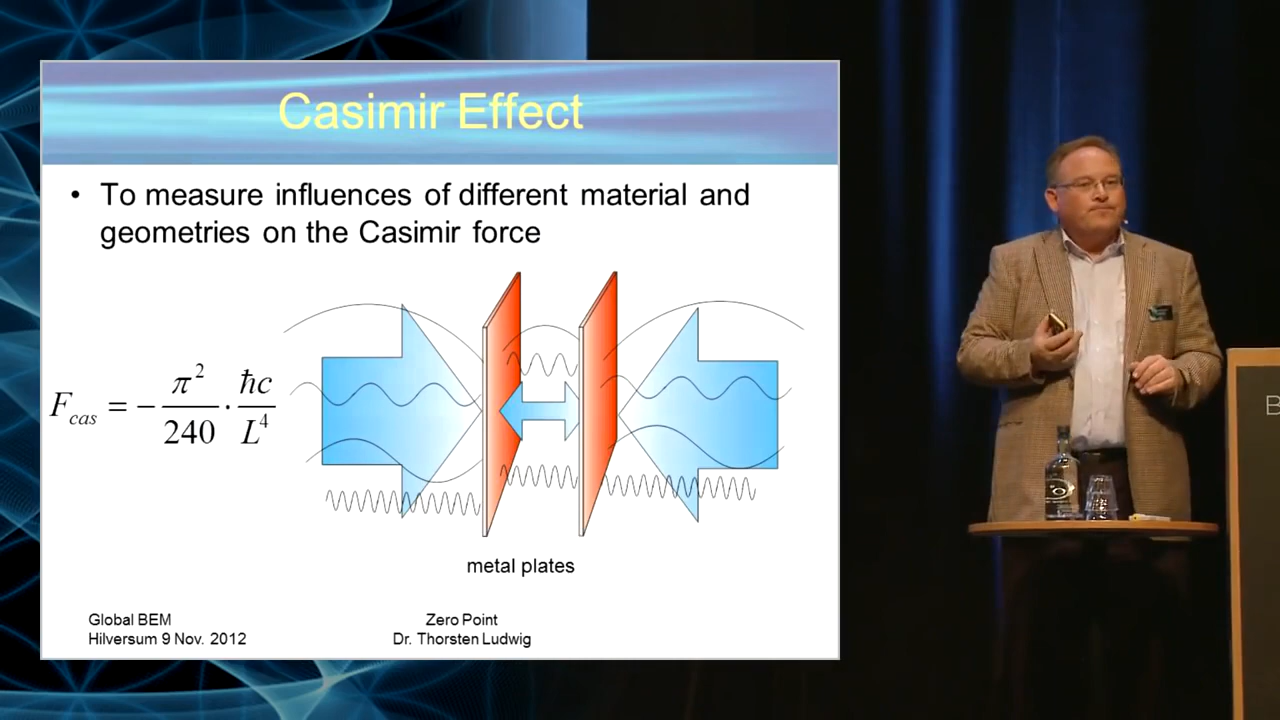 Casimir Effect
• To measure influences of different material and
geometries on the Casimir force
F_cas = − π² / 240 · ħc / L⁴
metal plates
Global BEM
Hilversum 9 Nov. 2012
Zero Point
Dr. Thorsten Ludwig
B